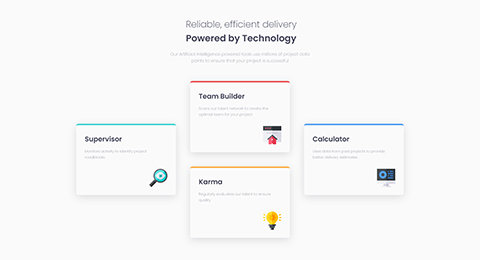 Reliable, efficient delivery
Powered by Technology
Our artificial intelligence powered tools use millions of project data
points to ensure that your project is successful
Supervisor
Monitors activity to identify project
roadblocks
Team Builder
Scans our talent network to create the
optimal team for your project
Karma
Regularly evaluates our talent to ensure
quality
Calculator
Uses data from past projects to provide
better delivery estimates